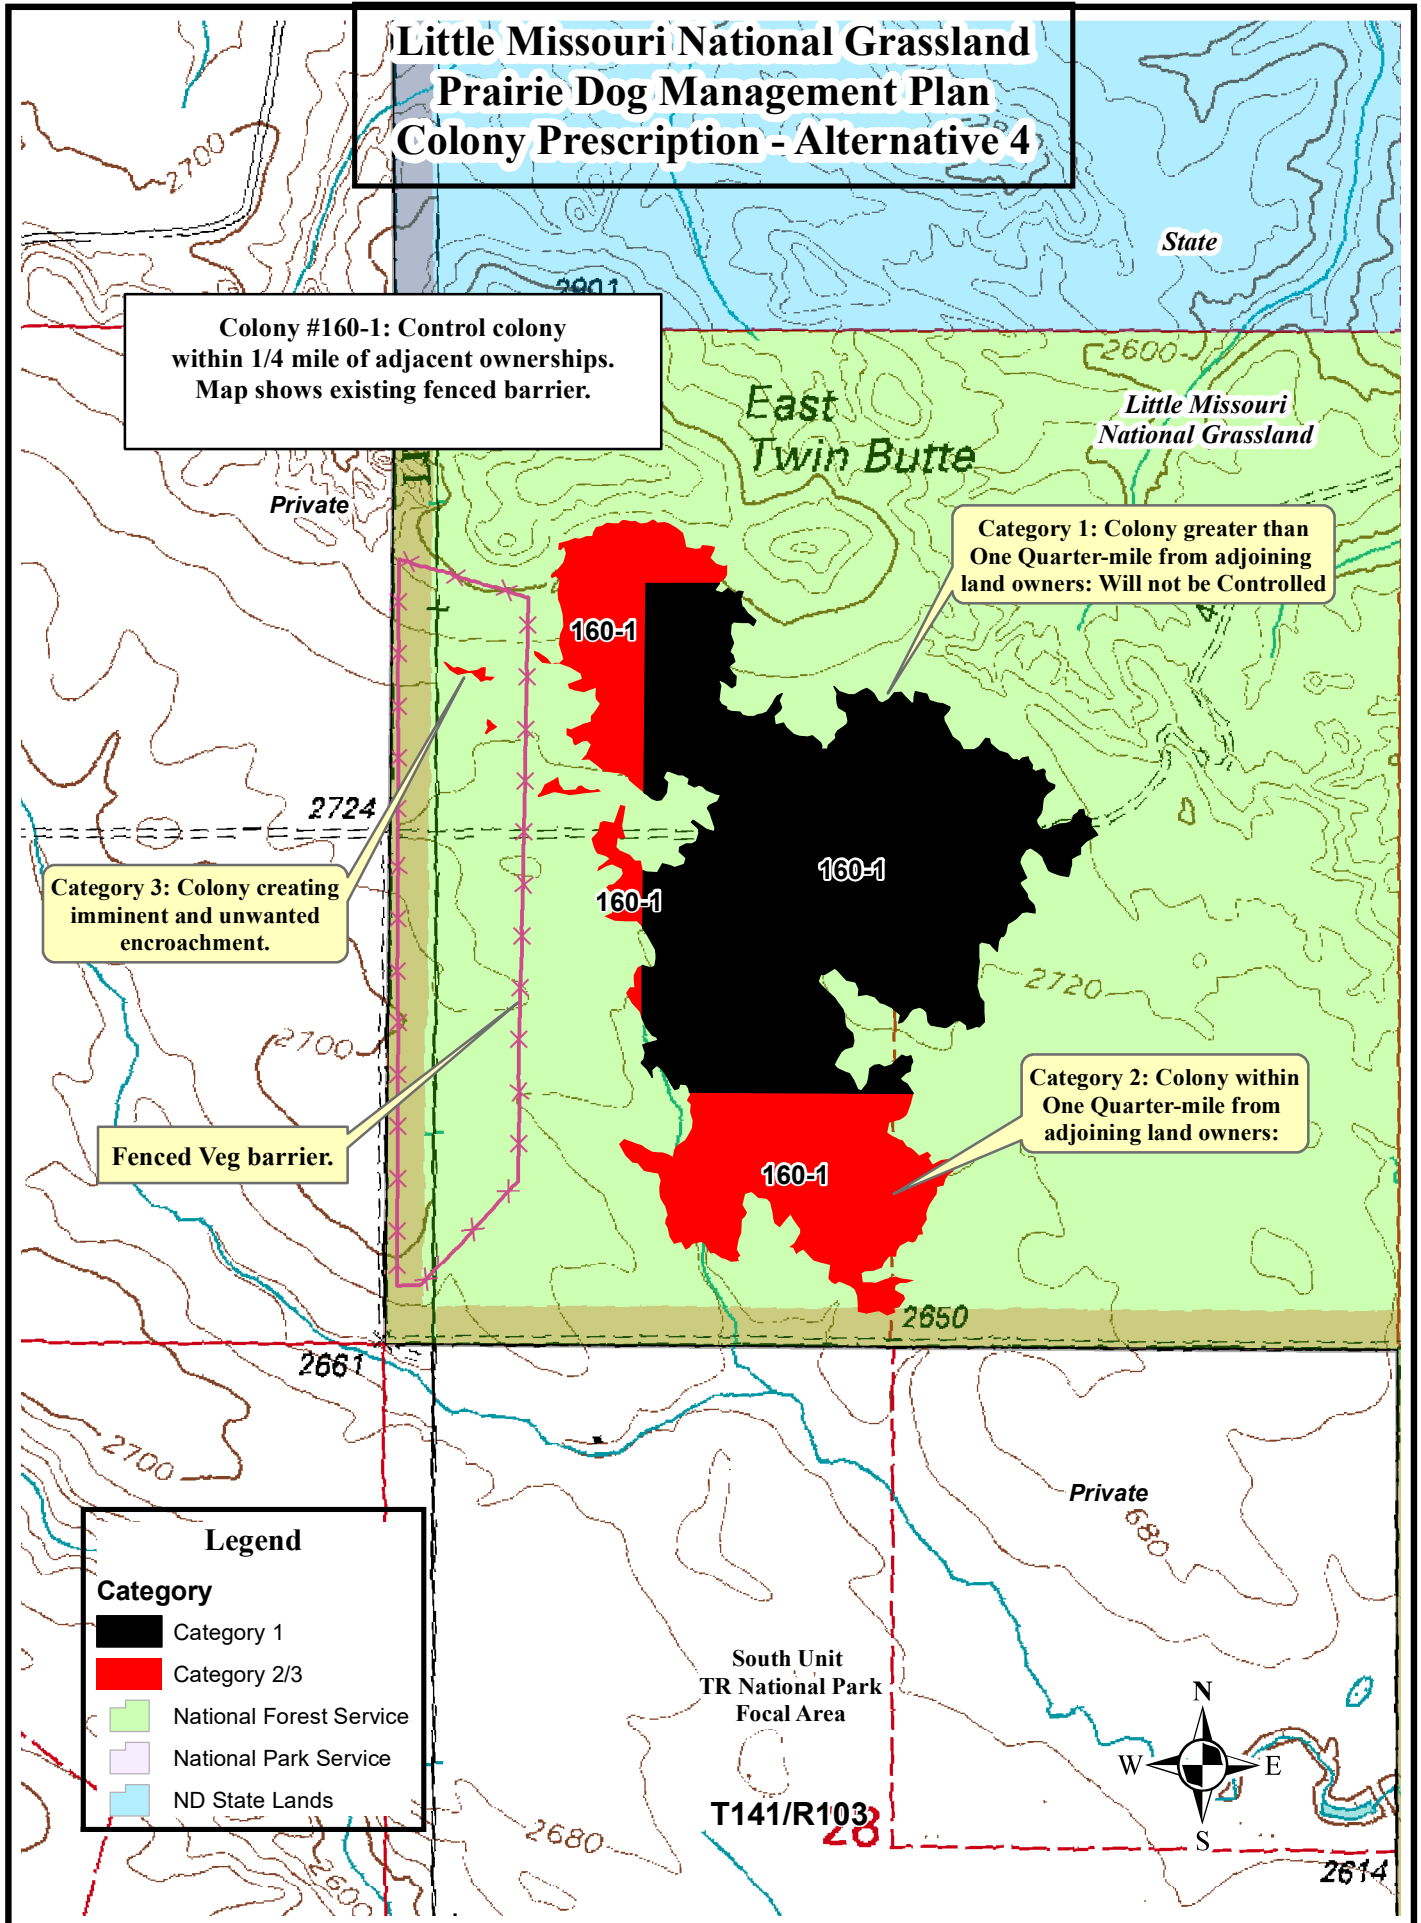 Little Missouri National Grassland
Prairie Dog Management Plan
Colony Prescription - Alternative 4
2700
State
2901
Colony #160-1: Control colony
within 1/4 mile of adjacent ownerships.
Map shows existing fenced barrier.
2600
East
Twin Butte
Little Missouri
National Grassland
Private
Category 1: Colony greater than
One Quarter-mile from adjoining
land owners: Will not be Controlled
160-1
2724
160-1
Category 3: Colony creating
imminent and unwanted
encroachment.
160-1
2720
2700
Category 2: Colony within
One Quarter-mile from
adjoining land owners:
Fenced Veg barrier.
160-1
2650
2661
2700
Private
680
Legend
Category
Category 1
Category 2/3
National Forest Service
National Park Service
ND State Lands
South Unit
TR National Park
Focal Area
N
W
E
S
T141/R103
28
2680
2600
2614